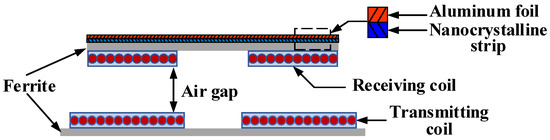 Aluminum foil
Nanocrystalline
strip
Ferrite
Air gap
Receiving coil
Transmitting
coil